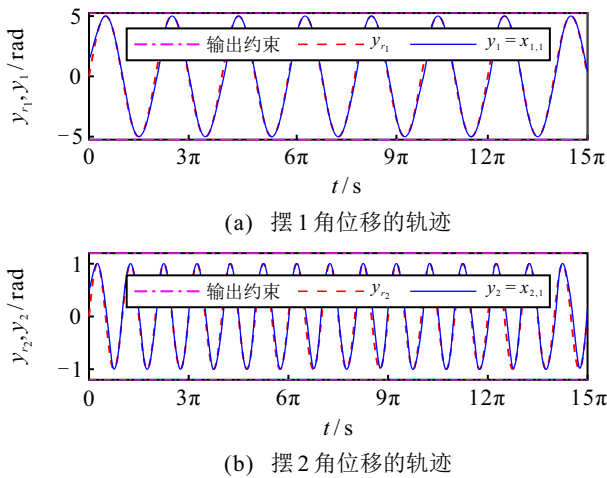 5
0
−5
y_{r_1}, y_1 / rad
输出约束 y_{r_1} y_1 = x_{1,1}
0 3π 6π 9π 12π 15π
t / s
(a) 摆 1 角位移的轨迹
1
0
−1
y_{r_2}, y_2 / rad
输出约束 y_{r_2} y_2 = x_{2,1}
0 3π 6π 9π 12π 15π
t / s
(b) 摆 2 角位移的轨迹